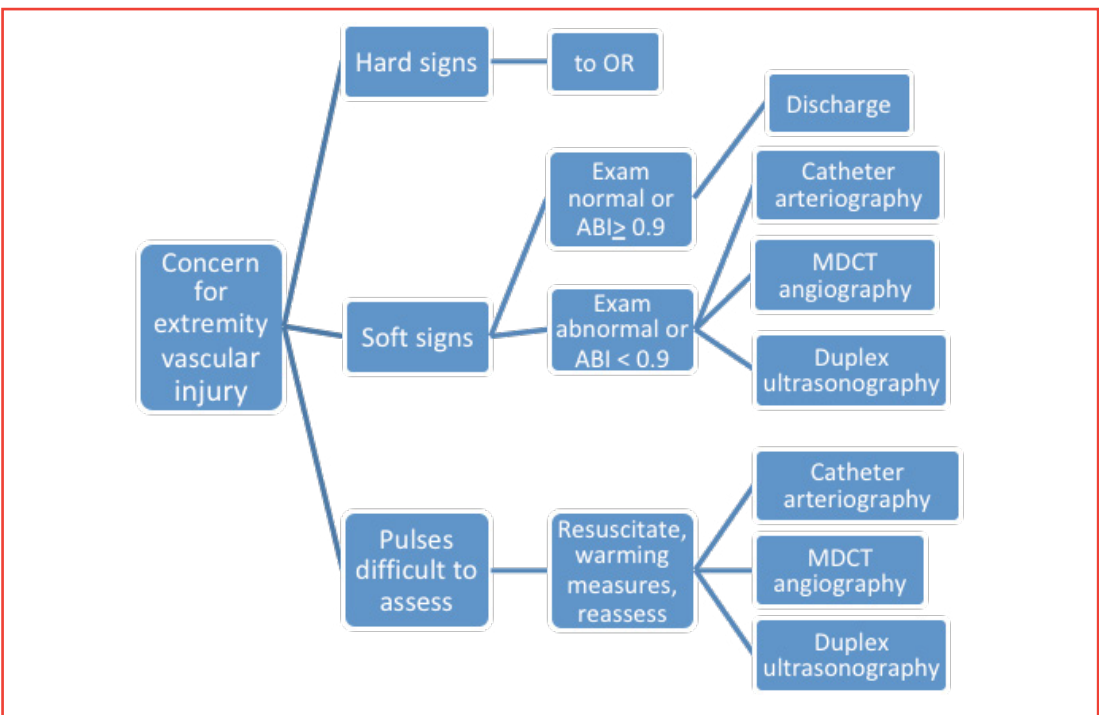 Hard signs
to OR
Discharge
Exam
normal or
ABI≥ 0.9
Catheter
arteriography
Concern
for
extremity
vascular
injury
MDCT
angiography
Soft signs
Exam
abnormal or
ABI < 0.9
Duplex
ultrasonography
Catheter
arteriography
Pulses
difficult to
assess
Resuscitate,
warming
measures,
reassess
MDCT
angiography
Duplex
ultrasonography